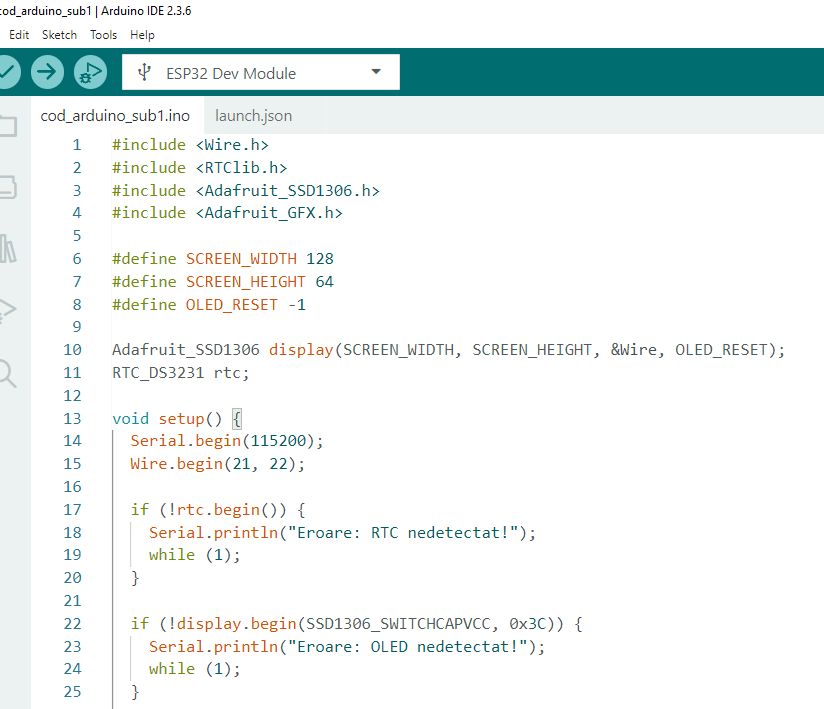 cod_arduino_sub1 | Arduino IDE 2.3.6
Edit Sketch Tools Help
ESP32 Dev Module
cod_arduino_sub1.ino launch.json
1 #include <Wire.h>
2 #include <RTClib.h>
3 #include <Adafruit_SSD1306.h>
4 #include <Adafruit_GFX.h>
5
6 #define SCREEN_WIDTH 128
7 #define SCREEN_HEIGHT 64
8 #define OLED_RESET -1
9
10 Adafruit_SSD1306 display(SCREEN_WIDTH, SCREEN_HEIGHT, &Wire, OLED_RESET);
11 RTC_DS3231 rtc;
12
13 void setup() {
14 Serial.begin(115200);
15 Wire.begin(21, 22);
16
17 if (!rtc.begin()) {
18 Serial.println("Eroare: RTC nedetectat!");
19 while (1);
20 }
21
22 if (!display.begin(SSD1306_SWITCHCAPVCC, 0x3C)) {
23 Serial.println("Eroare: OLED nedetectat!");
24 while (1);
25 }